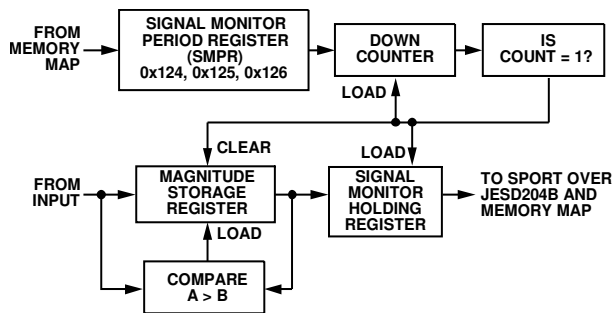 FROM
MEMORY
MAP
SIGNAL MONITOR
PERIOD REGISTER
(SMPR)
0x124, 0x125, 0x126
DOWN
COUNTER
IS
COUNT = 1?
LOAD
CLEAR
LOAD
FROM
INPUT
MAGNITUDE
STORAGE
REGISTER
SIGNAL
MONITOR
HOLDING
REGISTER
TO SPORT OVER
JESD204B AND
MEMORY MAP
LOAD
COMPARE
A > B